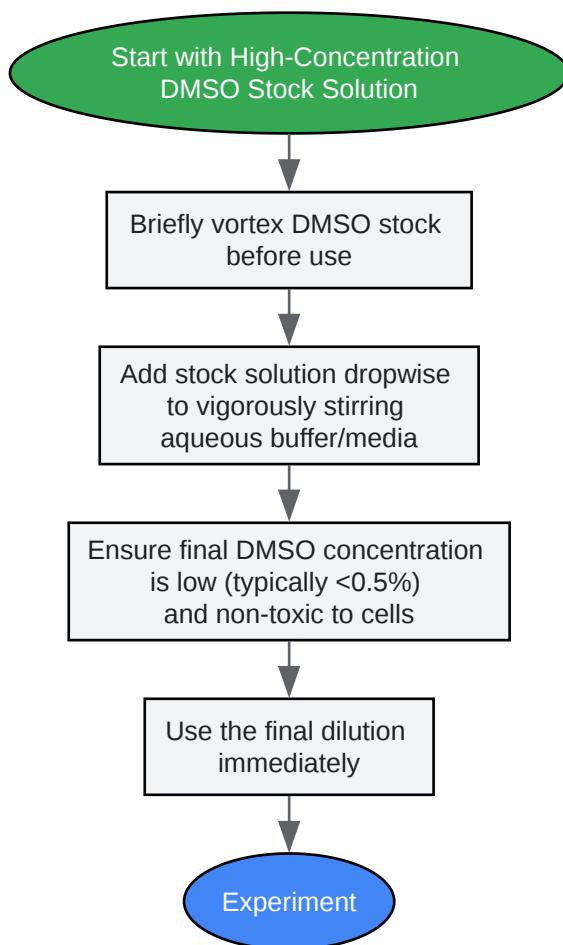 Start with High-Concentration
DMSO Stock Solution
Briefly vortex DMSO stock
before use
Add stock solution dropwise
to vigorously stirring
aqueous buffer/media
Ensure final DMSO concentration
is low (typically <0.5%)
and non-toxic to cells
Use the final dilution
immediately
Experiment